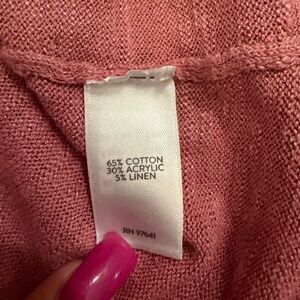 65% COTTON
30% ACRYLIC
5% LINEN
RN 97641